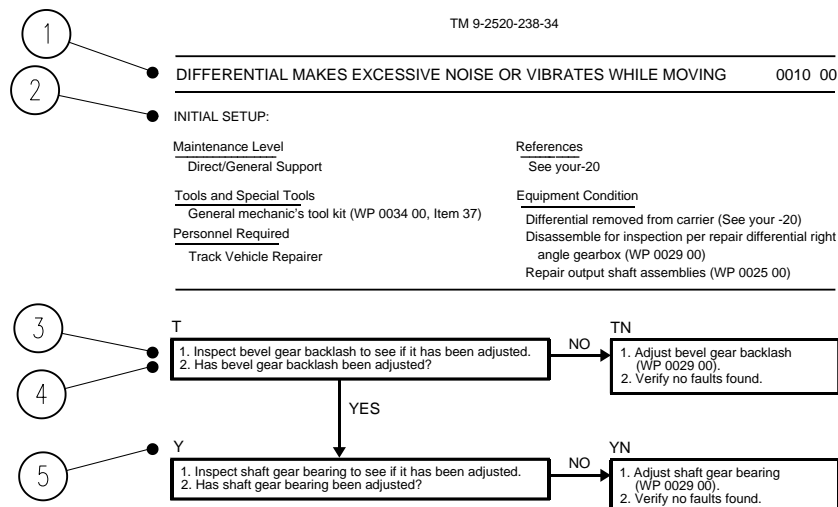 TM 9-2520-238-34
1
DIFFERENTIAL MAKES EXCESSIVE NOISE OR VIBRATES WHILE MOVING 0010 00
2
INITIAL SETUP:
Maintenance Level
Direct/General Support
Tools and Special Tools
General mechanic's tool kit (WP 0034 00, Item 37)
Personnel Required
Track Vehicle Repairer
References
See your-20
Equipment Condition
Differential removed from carrier (See your -20)
Disassemble for inspection per repair differential right
angle gearbox (WP 0029 00)
Repair output shaft assemblies (WP 0025 00)
3
4
T
1. Inspect bevel gear backlash to see if it has been adjusted.
2. Has bevel gear backlash been adjusted?
NO
TN
1. Adjust bevel gear backlash
(WP 0029 00).
2. Verify no faults found.
YES
5
Y
1. Inspect shaft gear bearing to see if it has been adjusted.
2. Has shaft gear bearing been adjusted?
NO
YN
1. Adjust shaft gear bearing
(WP 0029 00).
2. Verify no faults found.